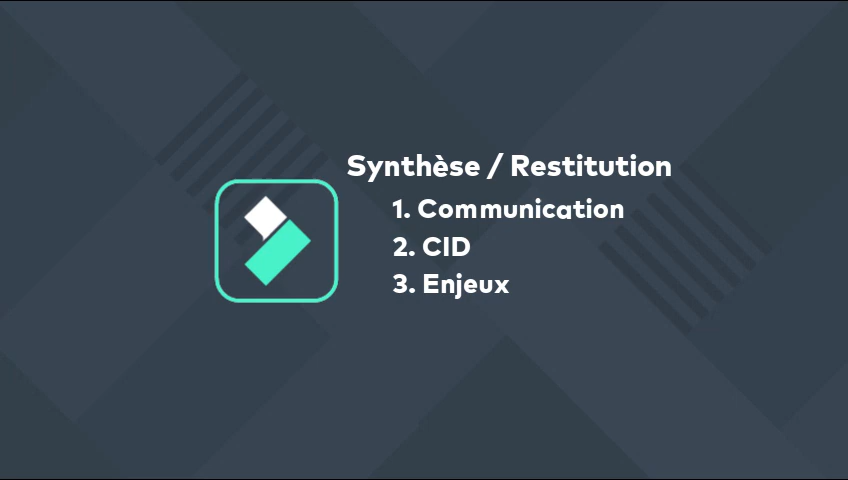 Synthèse / Restitution
1. Communication
2. CID
3. Enjeux